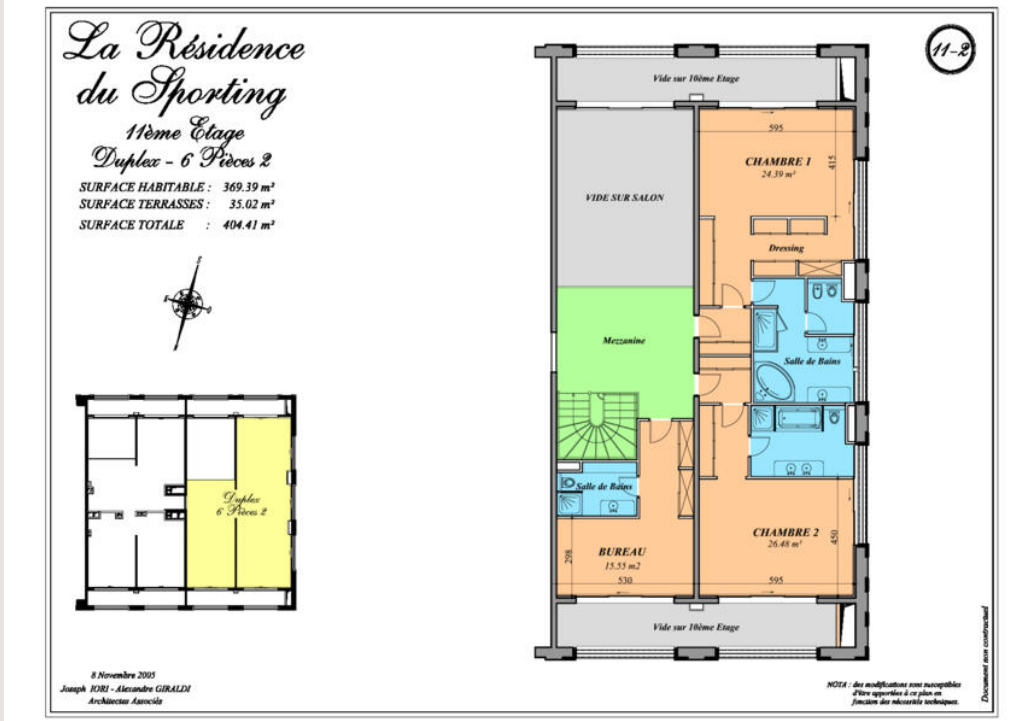 La Résidence
du Sporting
11ème Etage
Duplex - 6 Pièces 2
SURFACE HABITABLE : 369.39 m²
SURFACE TERRASSES : 35.02 m²
SURFACE TOTALE : 404.41 m²
S
E
O
Duplex
6 Pièces 2
8 Novembre 2005
Joseph IORI - Alexandre GIRALDI
Architectes Associés
11-2
Vide sur 10ème Etage
595
CHAMBRE 1
24.39 m²
415
VIDE SUR SALON
Dressing
Mezzanine
Salle de Bains
Salle de Bains
CHAMBRE 2
26.48 m²
450
595
BUREAU
15.55 m2
298
530
Vide sur 10ème Etage
NOTA : des modifications sont susceptibles
d'être apportées à ce plan en
fonction des nécessités techniques.
Document non contractuel